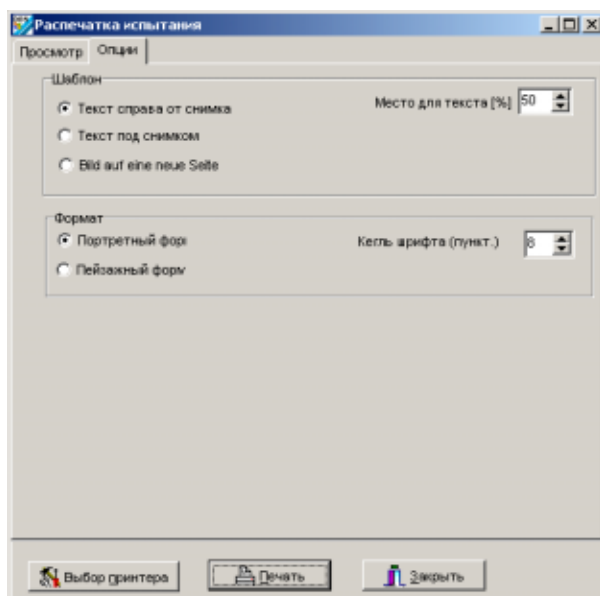 Распечатка испытания
Просмотр Опции
Шаблон
Текст справа от снимка
Место для текста [%] 50
Текст под снимком
Bild auf eine neue Seite
Формат
Портретный форм
Кегль шрифта (пункт.) 8
Пейзажный форм
Выбор принтера Печать Закрыть